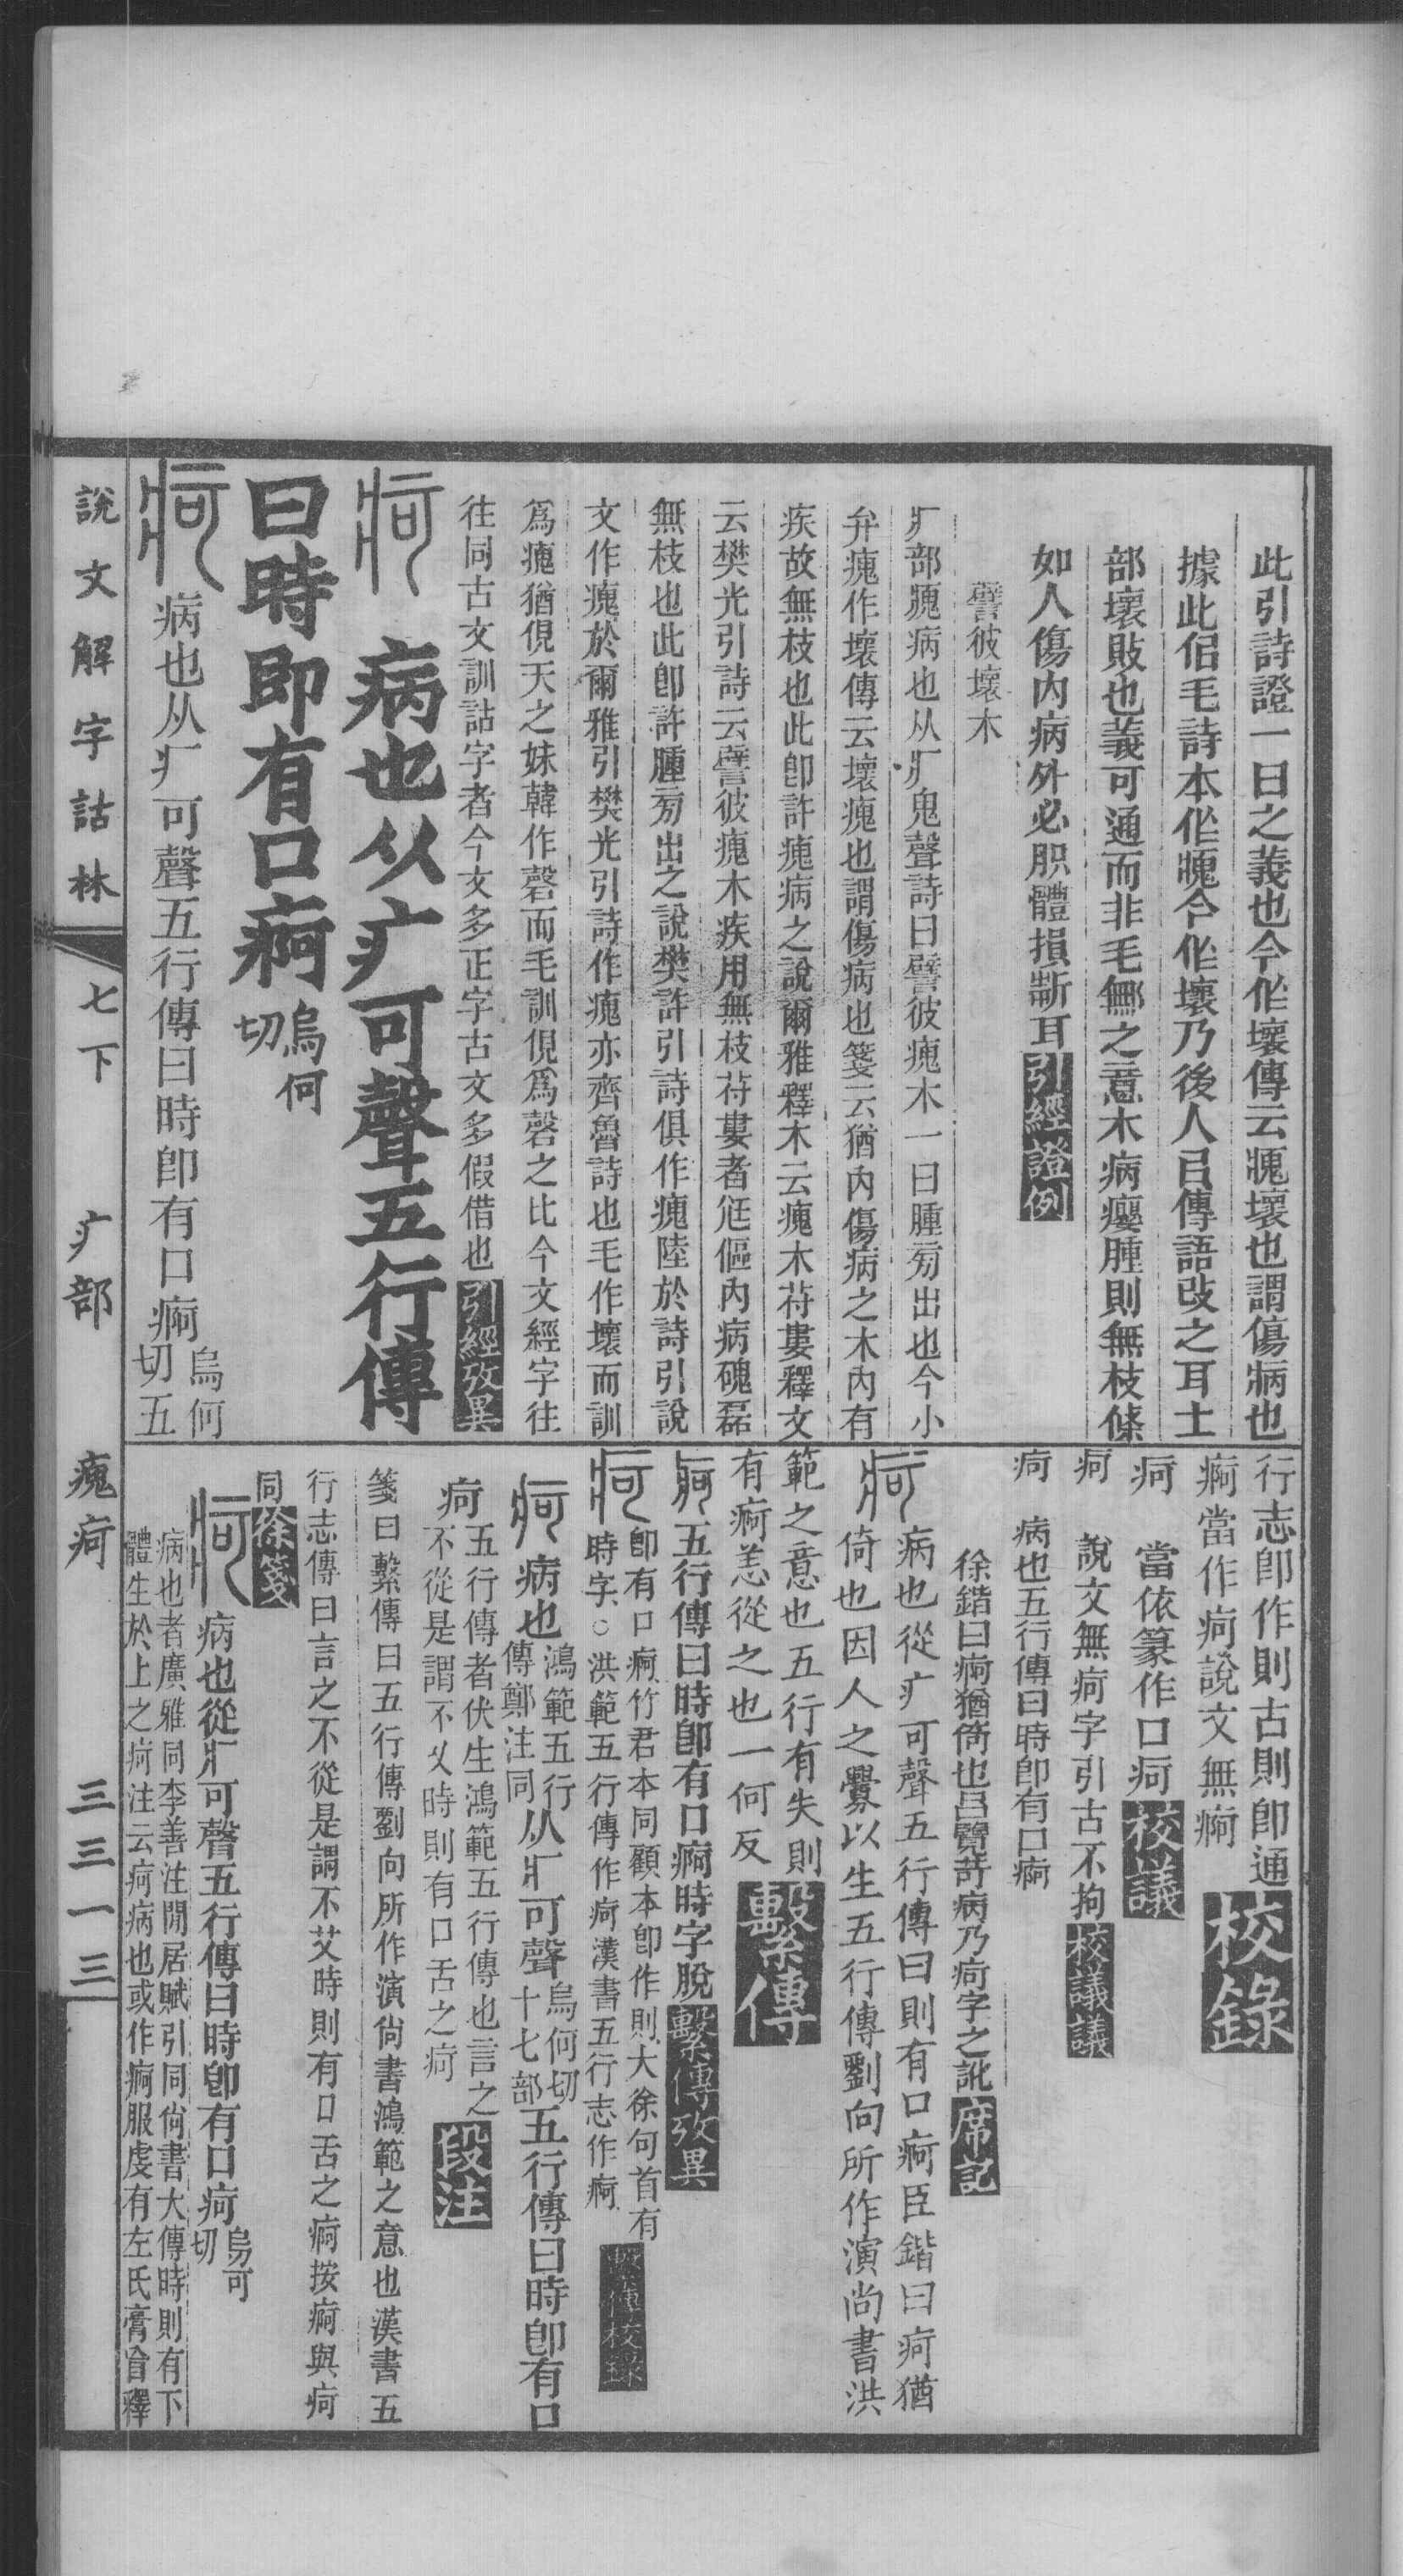 此引詩證一曰之義也今作壞傳云瘣壞也謂傷病也
據此侣毛詩本作瘣今作壞乃後人㠯傳語改之耳土
部壞敗也義可通而非毛鄭之意木病癭腫則無枝條
如人傷内病外必胑體損𣂪耳引經證例
譬彼壞木
疒部瘣病也从疒鬼聲詩曰譬彼瘣木一曰腫㫄出也今小
弁瘣作壞傳云壞瘣也謂傷病也箋云猶內傷病之木內有
疾故無枝也此卽許瘣病之說爾雅釋木云瘣木苻婁釋文
云樊光引詩云譬彼瘣木疾用無枝苻婁者尪傴內病磈磊
無枝也此卽許腫㫄出之說樊許引詩俱作瘣陸於詩引說
文作瘣於爾雅引樊光引詩作瘣亦齊魯詩也毛作壞而訓
爲瘣猶俔天之妹韓作磬而毛訓俔爲磬之比今文經字往
往同古文訓詁字者今文多正字古文多假借也引經攷異
疴 病也从疒可聲五行傳
曰時即有口痾烏何切
疴 病也从疒可聲五行傳曰時卽有口痾烏何切五
行志卽作則古則卽通
痾當作疴說文無痾校錄
疴 當依篆作口疴校議
疴 說文無疴字引古不拘校議議
疴 病也五行傳曰時卽有口痾
徐鍇曰痾猶倚也呂覽苛病乃疴字之訛席記
疴 病也從疒可聲五行傳曰則有口痾臣鍇曰疴猶
倚也因人之釁以生五行傳劉向所作演尚書洪
範之意也五行有失則
有痾恙從之也一何反繫傳
疴五行傳曰時卽有口痾時字脫繫傳攷異
疴 卽有口痾竹君本同顧本卽作則大徐句首有
時字○洪範五行傳作疴漢書五行志作痾繫傳校錄
疴 病也鴻範五行傳鄭注同从疒可聲烏何切十七部五行傳曰時卽有口
疴五行傳者伏生鴻範五行傳也言之
不從是謂不乂時則有口舌之疴段注
箋曰繫傳曰五行傳劉向所作演尙書鴻範之意也漢書五
行志傳曰言之不從是謂不艾時則有口舌之痾按痾與疴
同徐箋
疴 病也從疒可聲五行傳曰時卽有口疴烏可切
病也者廣雅同李善注閒居賦引同尙書大傳時則有下
體生於上之疴注云疴病也或作痾服虔有左氏膏肓釋
說文解字詁林 七下 疒部 瘣疴 三三一三